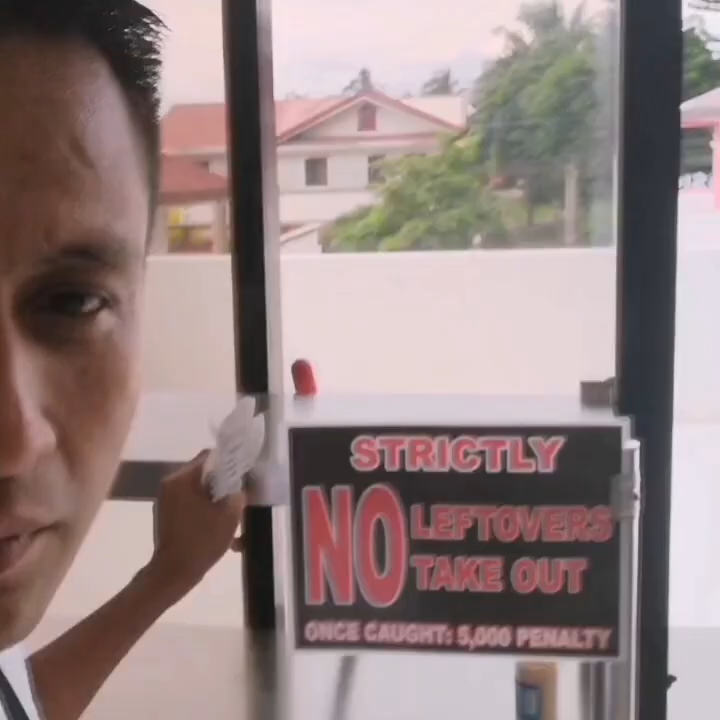 STRICTLY
NO LEFTOVERS
TAKE OUT
ONCE CAUGHT: 5,000 PENALTY